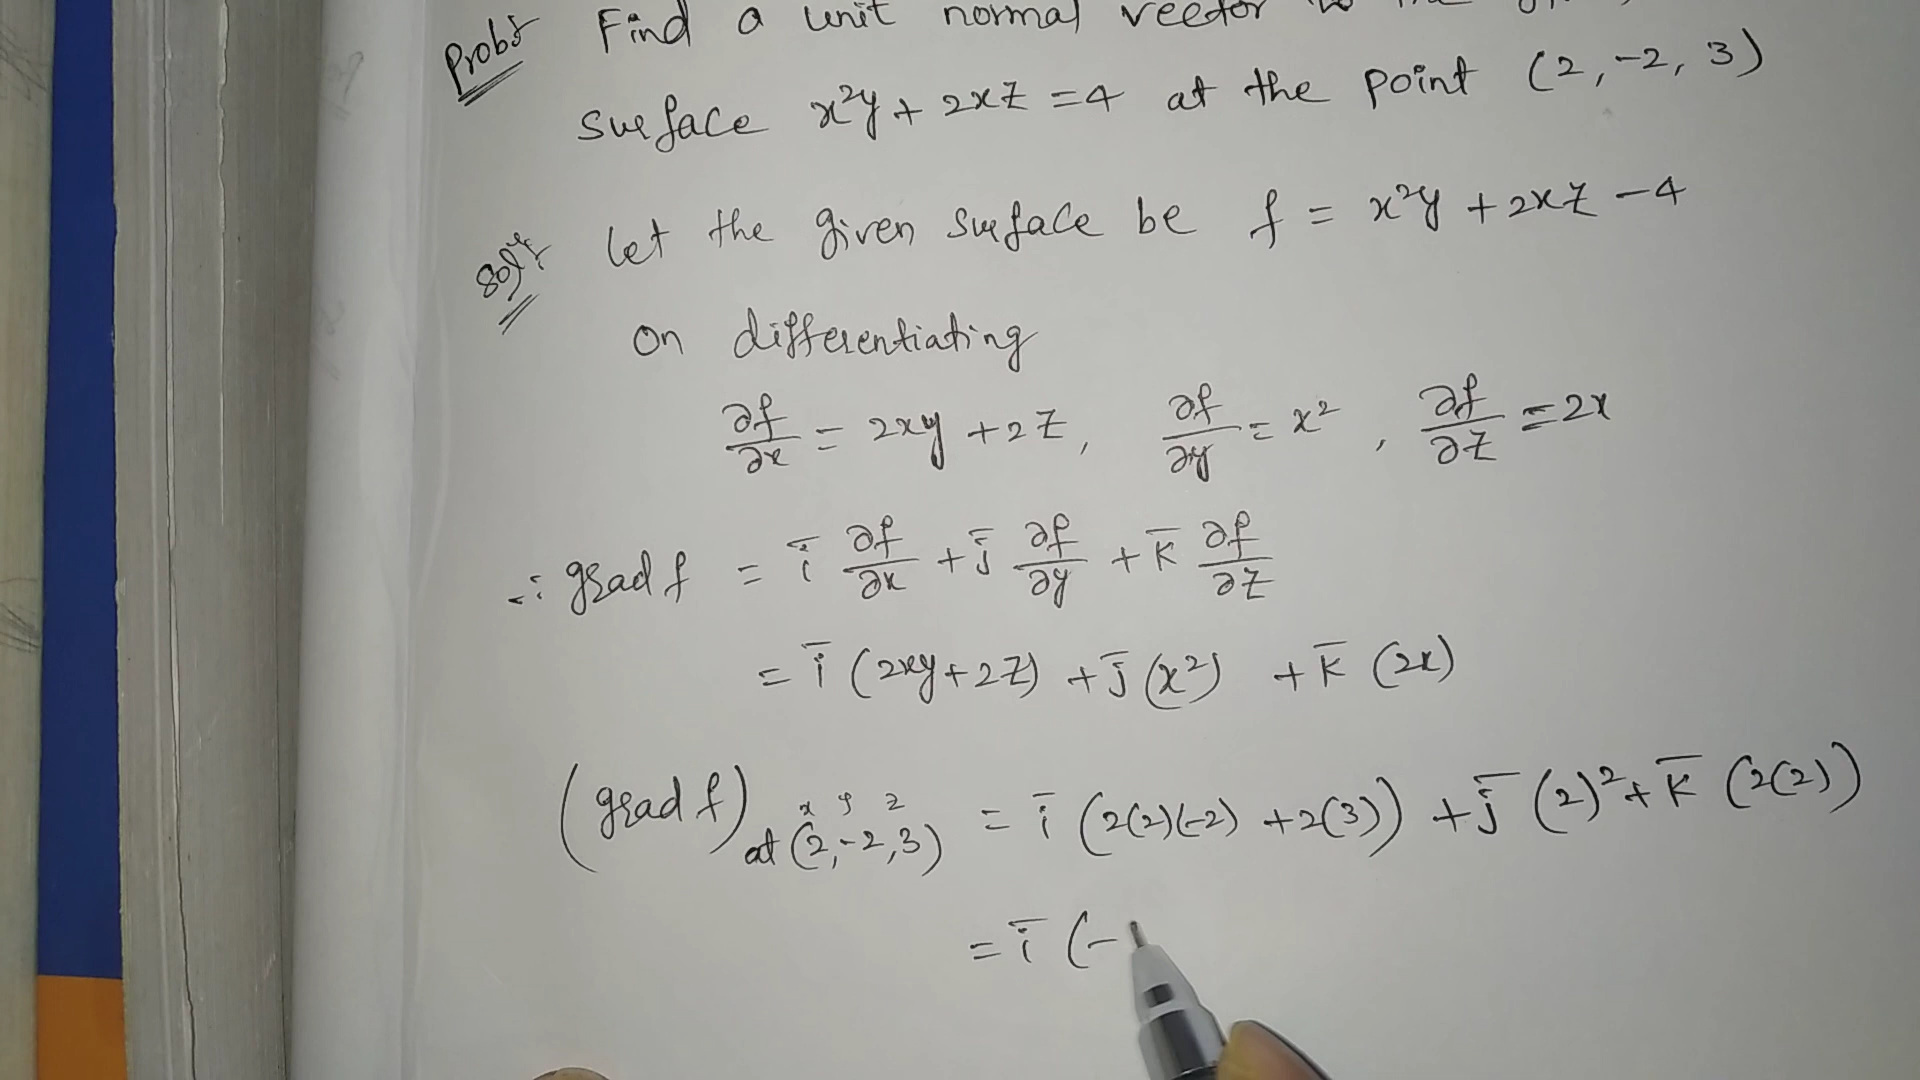 Prob:- Find a unit normal vector to the
surface x²y + 2xz = 4 at the point (2, -2, 3)
Sol:- Let the given surface be f = x²y + 2xz - 4
On differentiating
∂f/∂x = 2xy + 2z, ∂f/∂y = x², ∂f/∂z = 2x
∴ grad f = i̅ ∂f/∂x + j̅ ∂f/∂y + k̅ ∂f/∂z
= i̅ (2xy + 2z) + j̅ (x²) + k̅ (2x)
x y z
(grad f) at (2,-2,3) = i̅ (2(2)(-2) + 2(3)) + j̅ (2)² + k̅ (2(2))
= i̅ (-